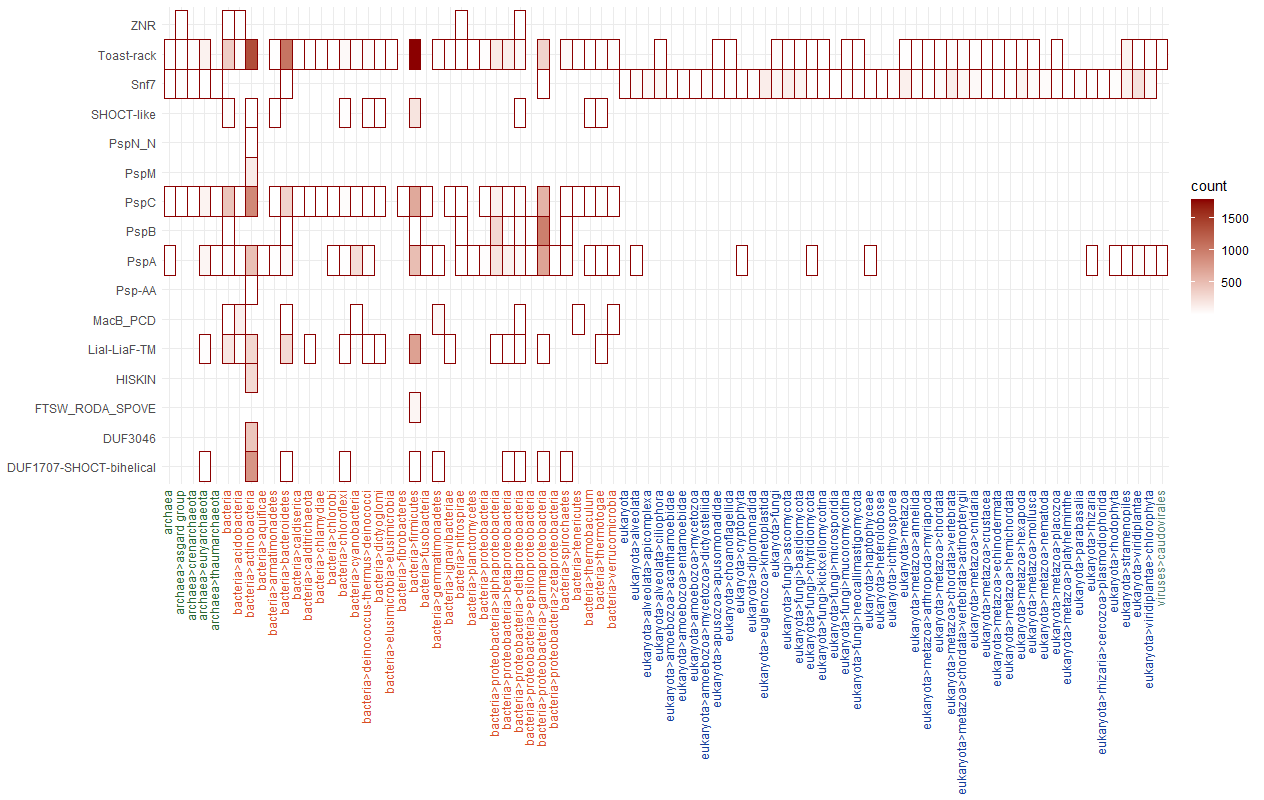 ZNR
Toast-rack
Snf7
SHOCT-like
PspN_N
PspM
PspC
PspB
PspA
Psp-AA
MacB_PCD
LiaI-LiaF-TM
HISKIN
FTSW_RODA_SPOVE
DUF3046
DUF1707-SHOCT-bihelical
count
1500
1000
500
archaea
archaea>asgard group
archaea>crenarchaeota
archaea>euryarchaeota
archaea>thaumarchaeota
bacteria
bacteria>acidobacteria
bacteria>actinobacteria
bacteria>aquificae
bacteria>armatimonadetes
bacteria>bacteroidetes
bacteria>caldiserica
bacteria>calditrichaeota
bacteria>chlamydiae
bacteria>chlorobi
bacteria>chloroflexi
bacteria>cyanobacteria
bacteria>deinococcus-thermus>deinococci
bacteria>dictyoglomi
bacteria>elusimicrobia>elusimicrobia
bacteria>fibrobacteres
bacteria>firmicutes
bacteria>fusobacteria
bacteria>gemmatimonadetes
bacteria>ignavibacteriae
bacteria>nitrospirae
bacteria>planctomycetes
bacteria>proteobacteria
bacteria>proteobacteria>alphaproteobacteria
bacteria>proteobacteria>betaproteobacteria
bacteria>proteobacteria>deltaproteobacteria
bacteria>proteobacteria>epsilonproteobacteria
bacteria>proteobacteria>gammaproteobacteria
bacteria>proteobacteria>zetaproteobacteria
bacteria>spirochaetes
bacteria>tenericutes
bacteria>thermobaculum
bacteria>thermotogae
bacteria>verrucomicrobia
eukaryota
eukaryota>alveolata
eukaryota>alveolata>apicomplexa
eukaryota>alveolata>ciliophora
eukaryota>amoebozoa>acanthamoebidae
eukaryota>amoebozoa>entamoebidae
eukaryota>amoebozoa>mycetozoa
eukaryota>amoebozoa>mycetozoa>dictyosteliida
eukaryota>apusozoa>apusomonadidae
eukaryota>choanoflagellida
eukaryota>cryptophyta
eukaryota>diplomonadida
eukaryota>euglenozoa>kinetoplastida
eukaryota>fungi
eukaryota>fungi>ascomycota
eukaryota>fungi>basidiomycota
eukaryota>fungi>chytridiomycota
eukaryota>fungi>kickxellomycotina
eukaryota>fungi>microsporidia
eukaryota>fungi>mucoromycotina
eukaryota>fungi>neocallimastigomycota
eukaryota>haptophyceae
eukaryota>heterolobosea
eukaryota>ichthyosporea
eukaryota>metazoa
eukaryota>metazoa>annelida
eukaryota>metazoa>arthropoda>myriapoda
eukaryota>metazoa>chordata
eukaryota>metazoa>chordata>vertebrata
eukaryota>metazoa>chordata>vertebrata>actinopterygii
eukaryota>metazoa>cnidaria
eukaryota>metazoa>crustacea
eukaryota>metazoa>echinodermata
eukaryota>metazoa>hemichordata
eukaryota>metazoa>hexapoda
eukaryota>metazoa>mollusca
eukaryota>metazoa>nematoda
eukaryota>metazoa>placozoa
eukaryota>metazoa>platyhelminthe
eukaryota>parabasalia
eukaryota>rhizaria
eukaryota>rhizaria>cercozoa>plasmodiophorida
eukaryota>rhodophyta
eukaryota>stramenopiles
eukaryota>viridiplantae
eukaryota>viridiplantae>chlorophyta
viruses>caudovirales